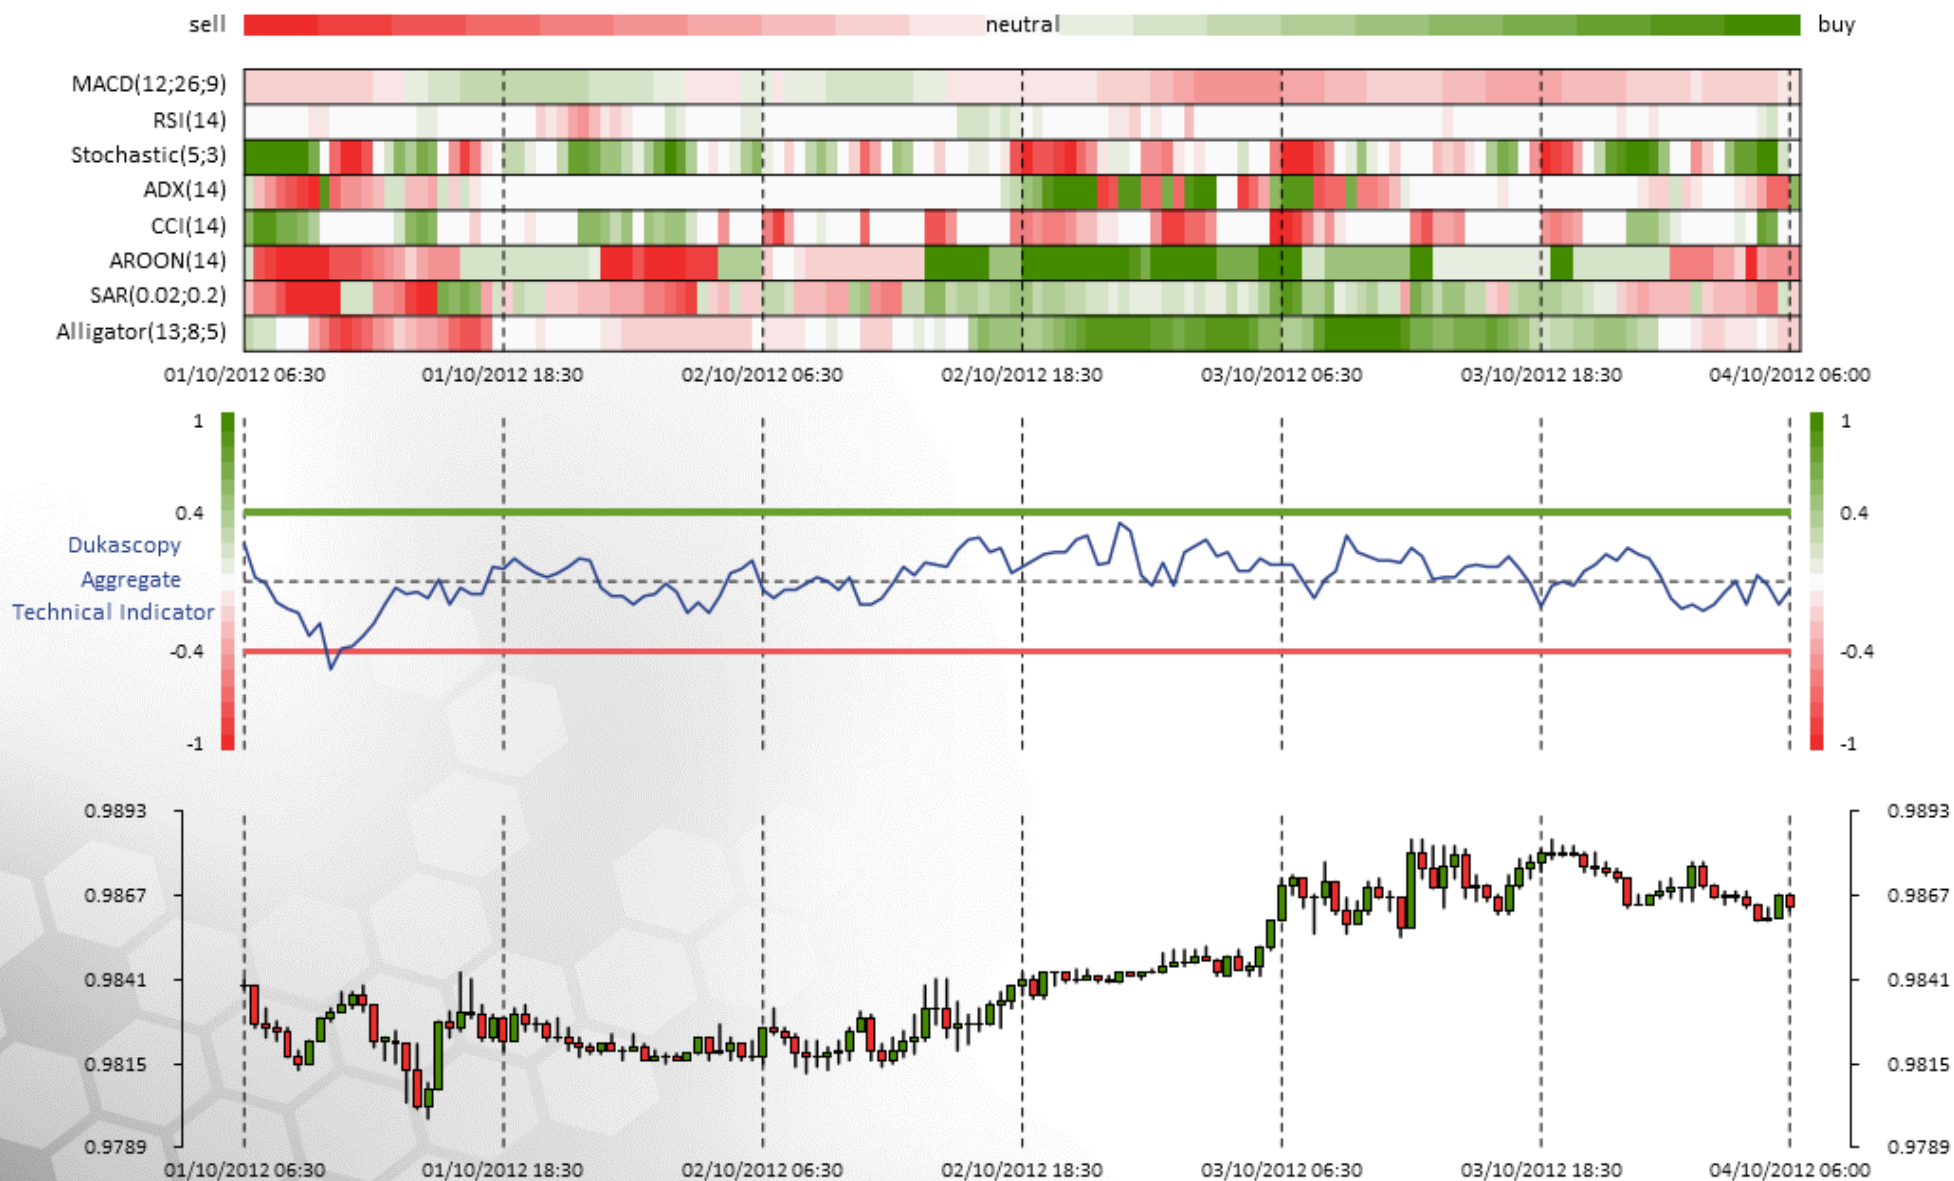 sell neutral buy
MACD(12;26;9)
RSI(14)
Stochastic(5;3)
ADX(14)
CCI(14)
AROON(14)
SAR(0.02;0.2)
Alligator(13;8;5)
01/10/2012 06:30 01/10/2012 18:30 02/10/2012 06:30 02/10/2012 18:30 03/10/2012 06:30 03/10/2012 18:30 04/10/2012 06:00
1 1
0.4 0.4
Dukascopy
Aggregate
Technical Indicator
-0.4 -0.4
-1 -1
0.9893 0.9893
0.9867 0.9867
0.9841 0.9841
0.9815 0.9815
0.9789 0.9789
01/10/2012 06:30 01/10/2012 18:30 02/10/2012 06:30 02/10/2012 18:30 03/10/2012 06:30 03/10/2012 18:30 04/10/2012 06:00